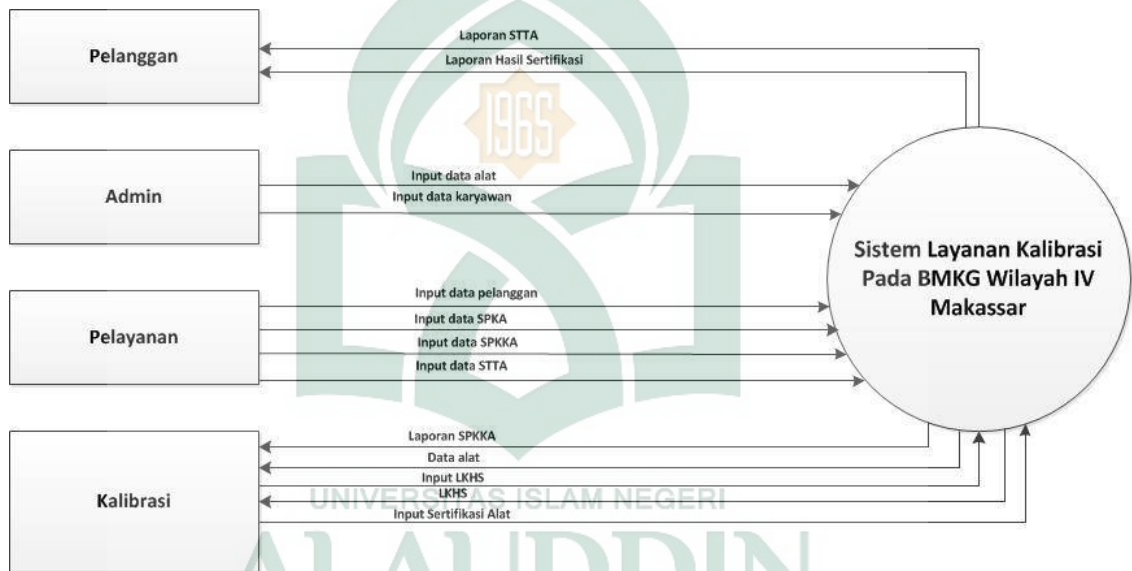 Pelanggan
Laporan STTA
Laporan Hasil Sertifikasi
1965
Admin
Input data alat
Input data karyawan
Sistem Layanan Kalibrasi
Pada BMKG Wilayah IV
Makassar
Pelayanan
Input data pelanggan
Input data SPKA
Input data SPKKA
Input data STTA
Kalibrasi
Laporan SPKKA
Data alat
Input LKHS
LKHS
Input Sertifikasi Alat
UNIVERSITAS ISLAM NEGERI
ALAUDDIN